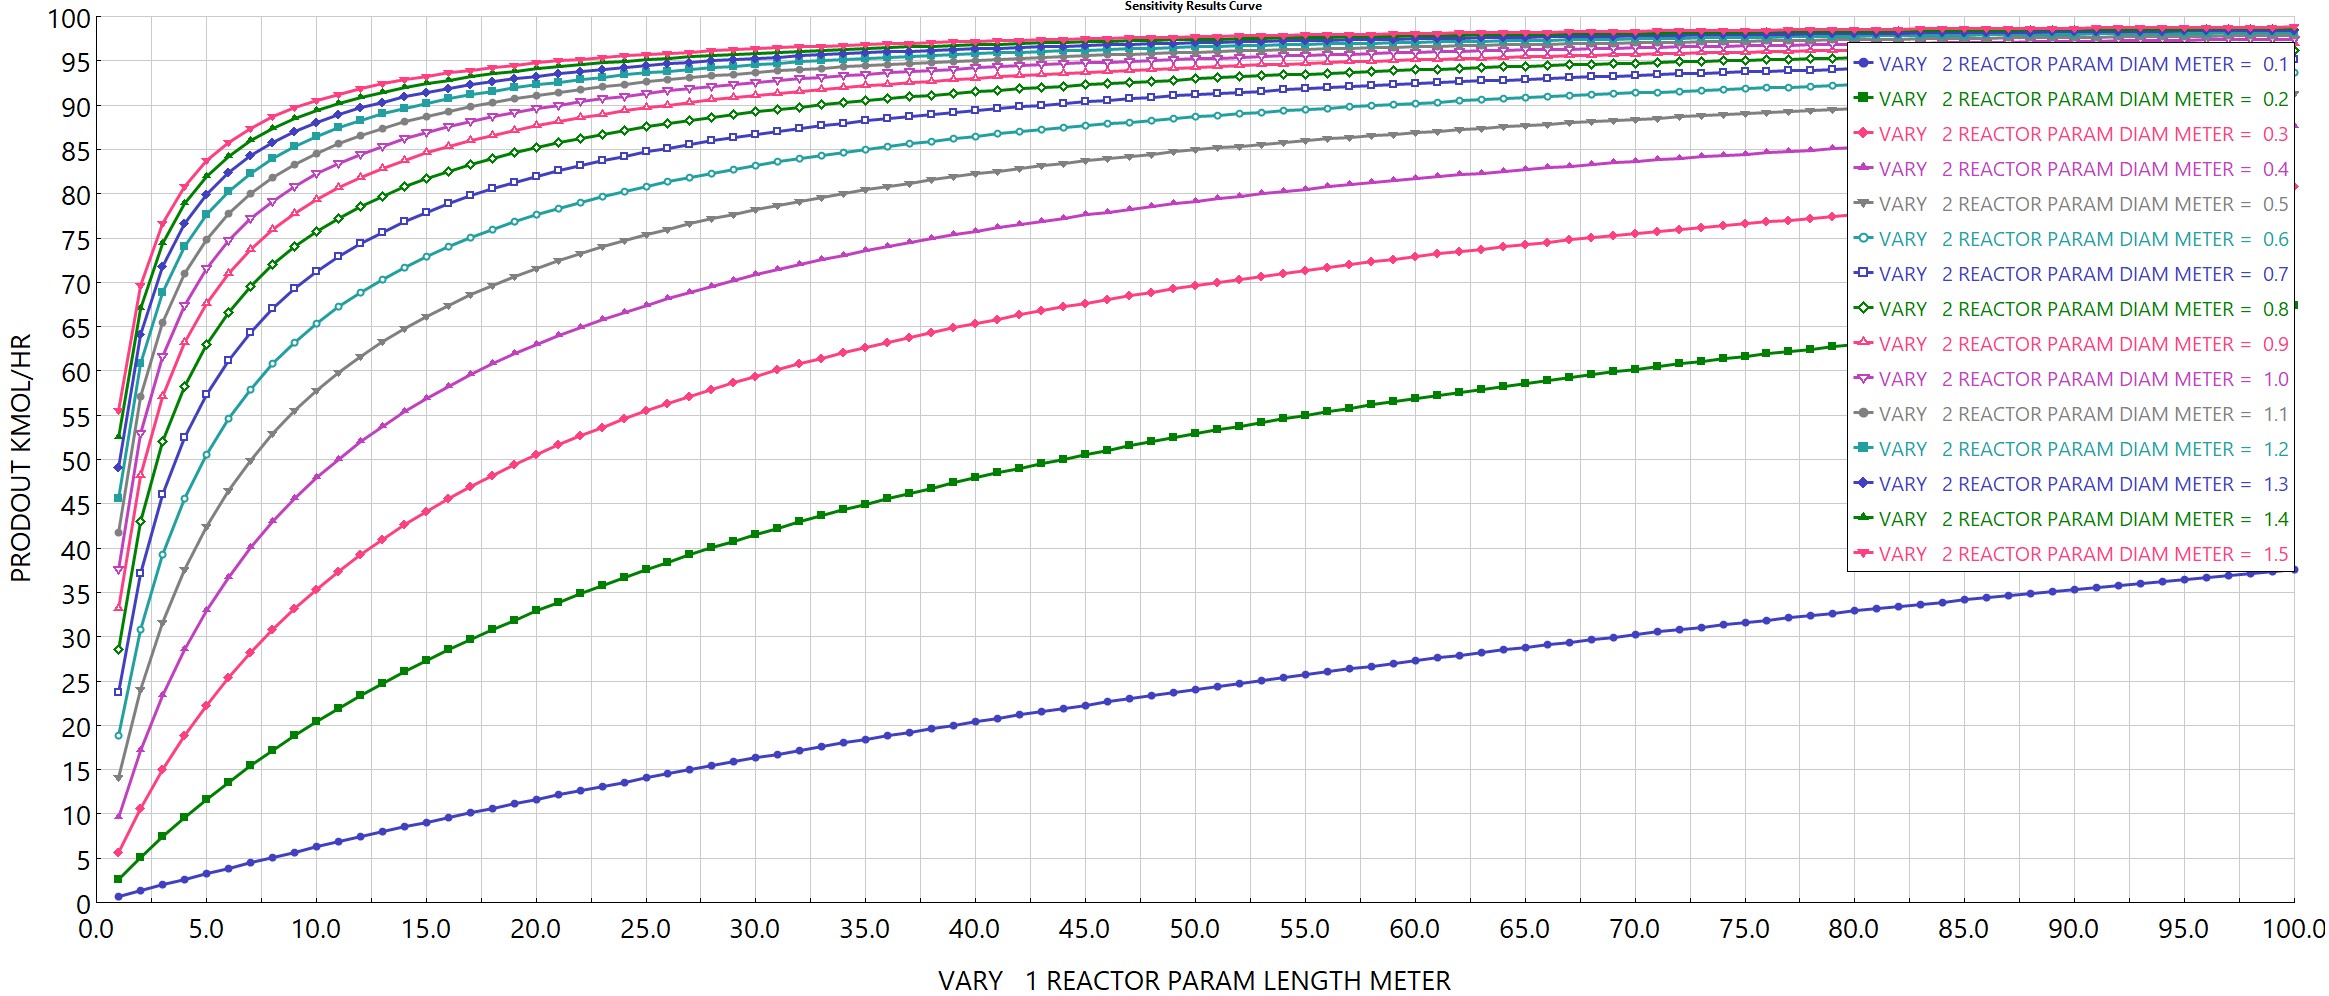 Sensitivity Results Curve
PRODOUT KMOL/HR
100
95
90
85
80
75
70
65
60
55
50
45
40
35
30
25
20
15
10
5
0
VARY 2 REACTOR PARAM DIAM METER = 0.1
VARY 2 REACTOR PARAM DIAM METER = 0.2
VARY 2 REACTOR PARAM DIAM METER = 0.3
VARY 2 REACTOR PARAM DIAM METER = 0.4
VARY 2 REACTOR PARAM DIAM METER = 0.5
VARY 2 REACTOR PARAM DIAM METER = 0.6
VARY 2 REACTOR PARAM DIAM METER = 0.7
VARY 2 REACTOR PARAM DIAM METER = 0.8
VARY 2 REACTOR PARAM DIAM METER = 0.9
VARY 2 REACTOR PARAM DIAM METER = 1.0
VARY 2 REACTOR PARAM DIAM METER = 1.1
VARY 2 REACTOR PARAM DIAM METER = 1.2
VARY 2 REACTOR PARAM DIAM METER = 1.3
VARY 2 REACTOR PARAM DIAM METER = 1.4
VARY 2 REACTOR PARAM DIAM METER = 1.5
0.0 5.0 10.0 15.0 20.0 25.0 30.0 35.0 40.0 45.0 50.0 55.0 60.0 65.0 70.0 75.0 80.0 85.0 90.0 95.0 100.0
VARY 1 REACTOR PARAM LENGTH METER